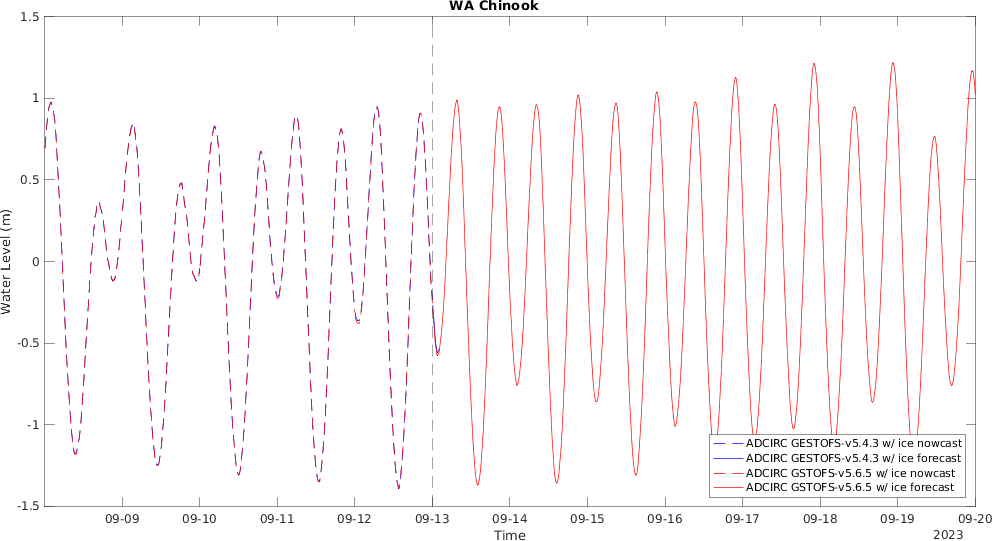 WA Chinook
1.5
1
0.5
0
-0.5
-1
-1.5
Water Level (m)
09-09 09-10 09-11 09-12 09-13 09-14 09-15 09-16 09-17 09-18 09-19 09-20
Time
2023
ADCIRC GESTOFS-v5.4.3 w/ ice nowcast
ADCIRC GESTOFS-v5.4.3 w/ ice forecast
ADCIRC GSTOFS-v5.6.5 w/ ice nowcast
ADCIRC GSTOFS-v5.6.5 w/ ice forecast